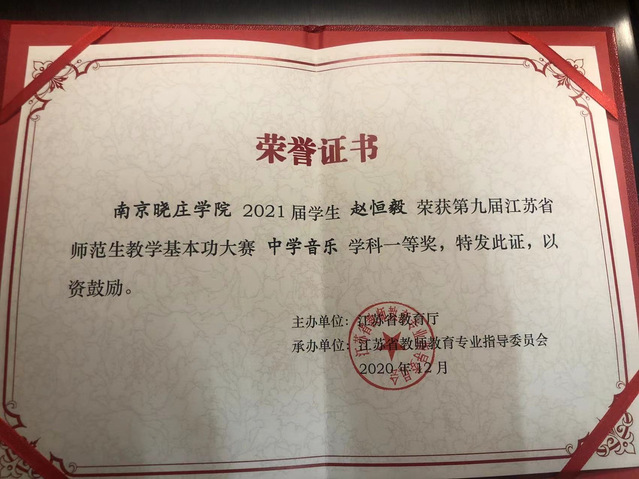 荣誉证书
南京晓庄学院 2021届学生 赵恒毅 荣获第九届江苏省
师范生教学基本功大赛 中学音乐 学科一等奖，特发此证，以
资鼓励。
主办单位：江苏省教育厅
承办单位：江苏省教师教育专业指导委员会
2020年12月